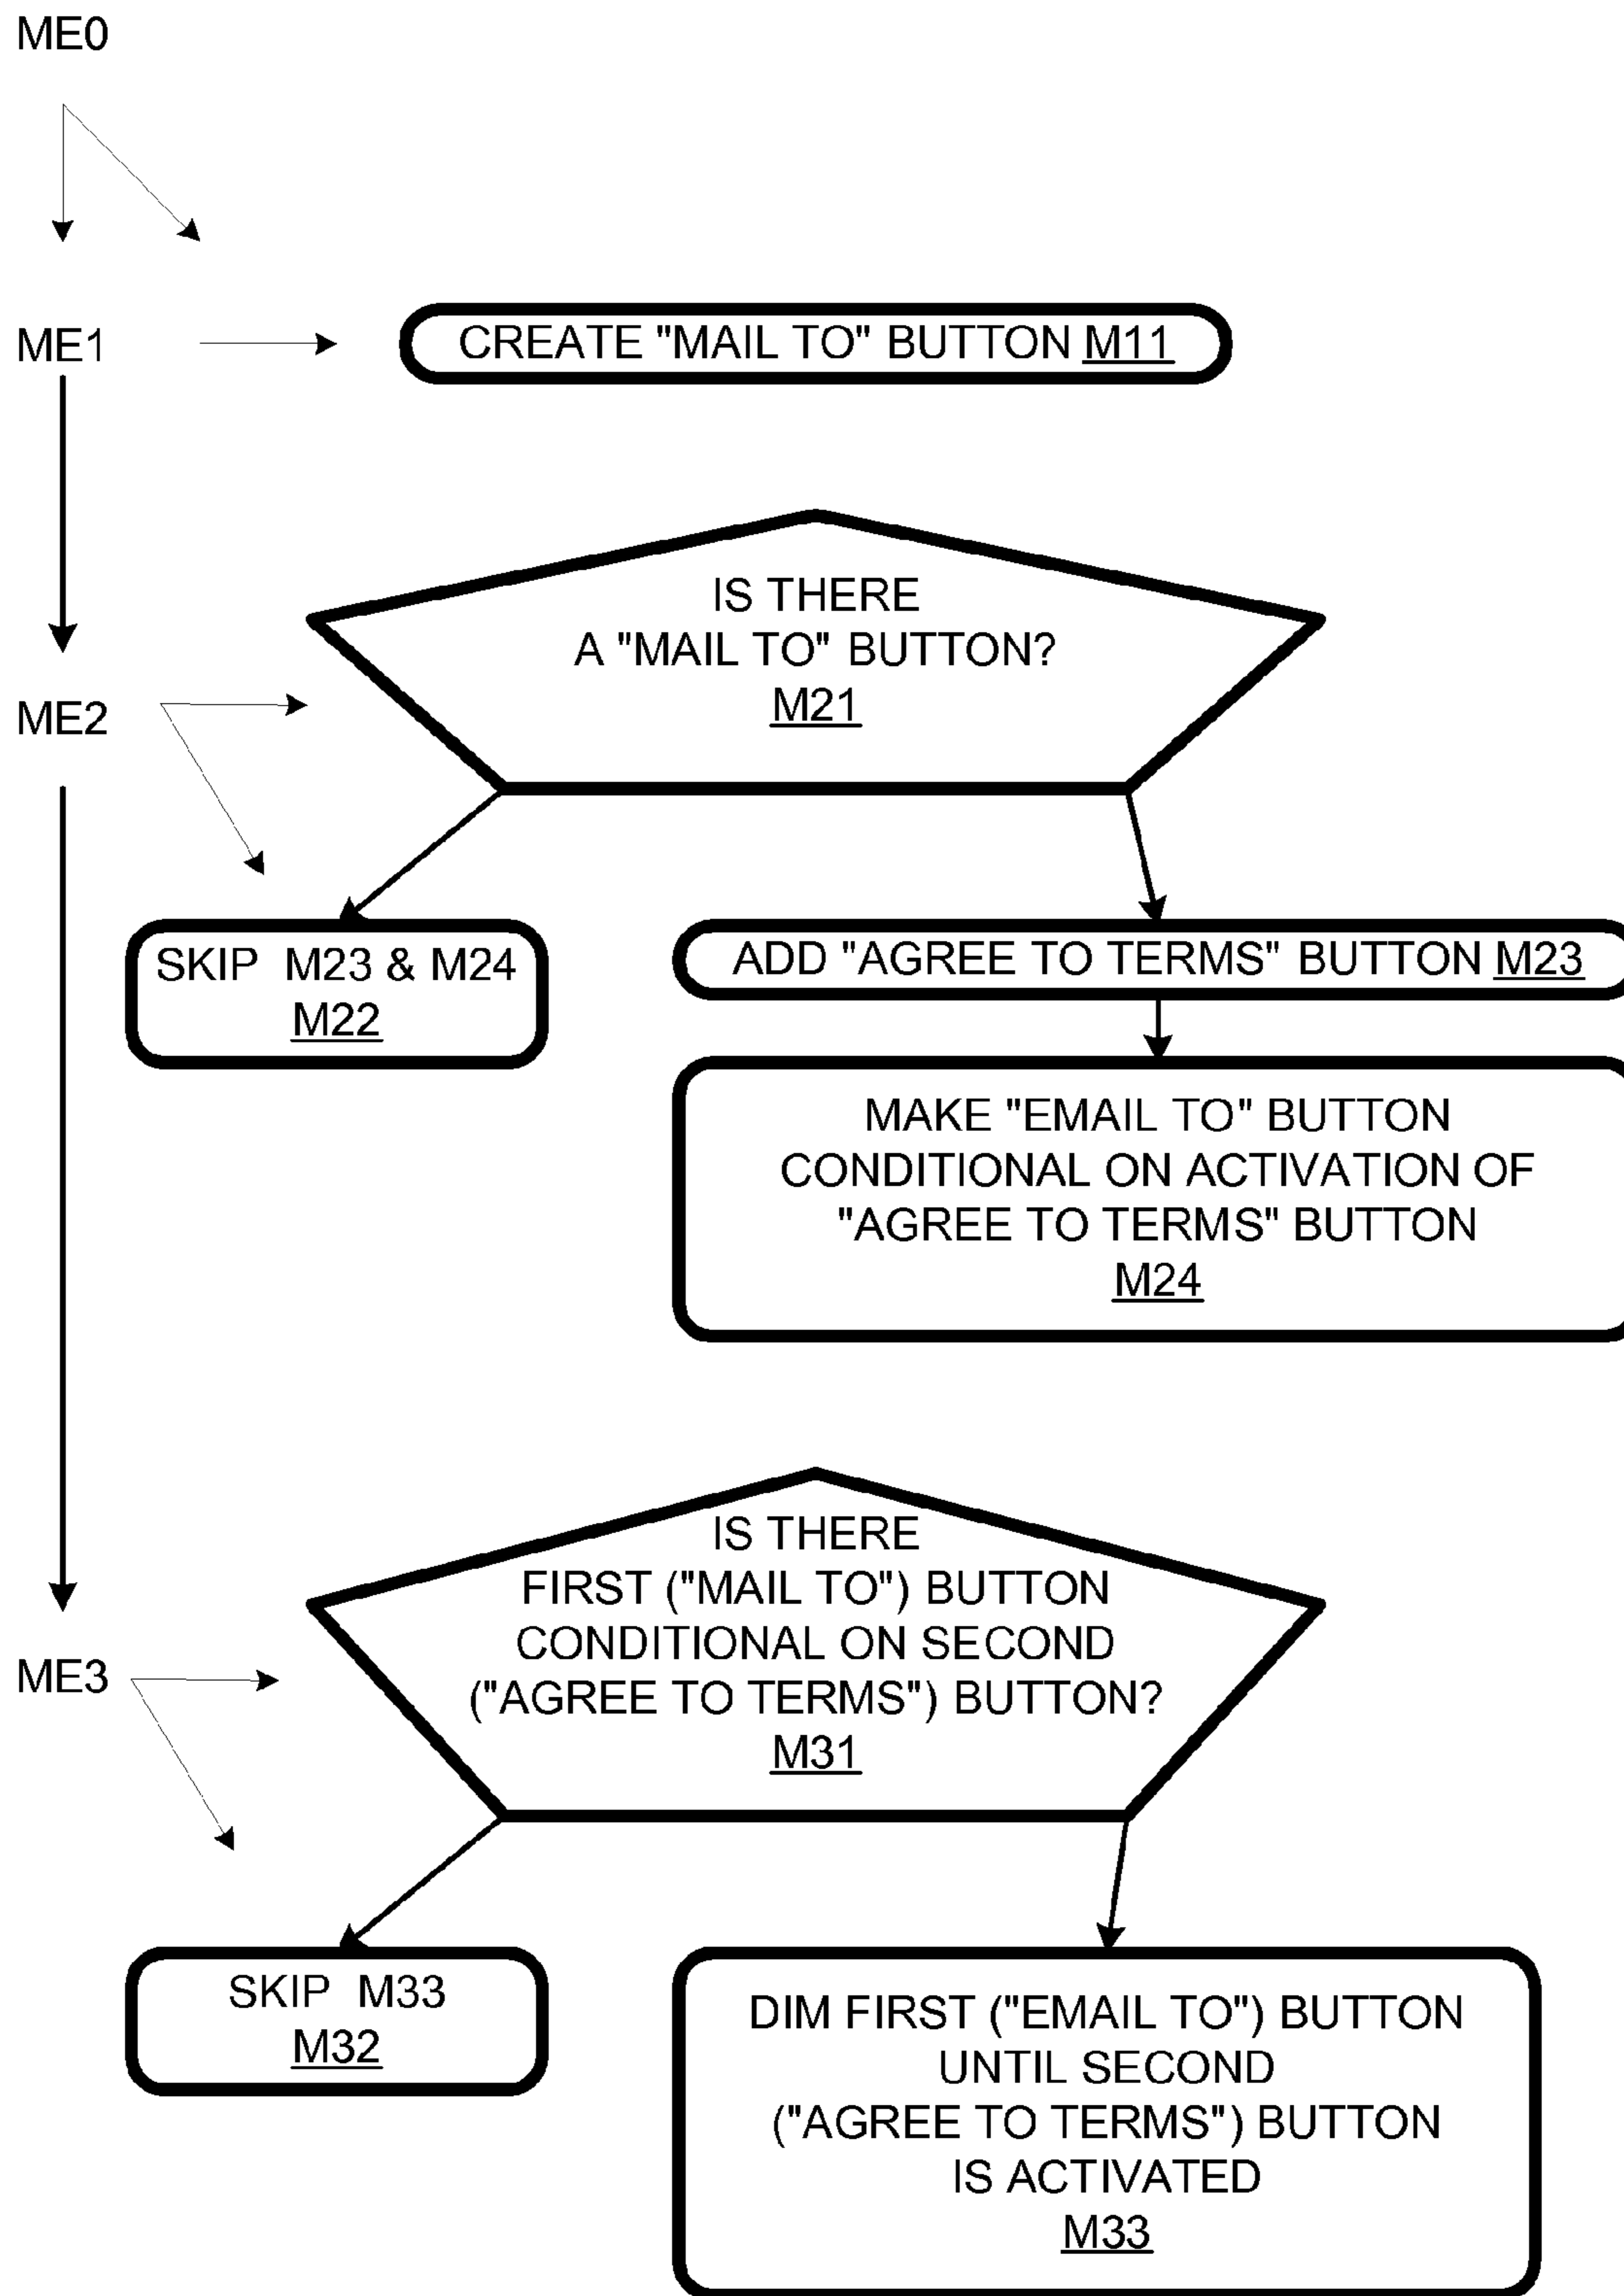 ME0
ME1
CREATE "MAIL TO" BUTTON M11
IS THERE
A "MAIL TO" BUTTON?
M21
ME2
SKIP M23 & M24
M22
ADD "AGREE TO TERMS" BUTTON M23
MAKE "EMAIL TO" BUTTON
CONDITIONAL ON ACTIVATION OF
"AGREE TO TERMS" BUTTON
M24
IS THERE
FIRST ("MAIL TO") BUTTON
CONDITIONAL ON SECOND
("AGREE TO TERMS") BUTTON?
M31
ME3
SKIP M33
M32
DIM FIRST ("EMAIL TO") BUTTON
UNTIL SECOND
("AGREE TO TERMS") BUTTON
IS ACTIVATED
M33